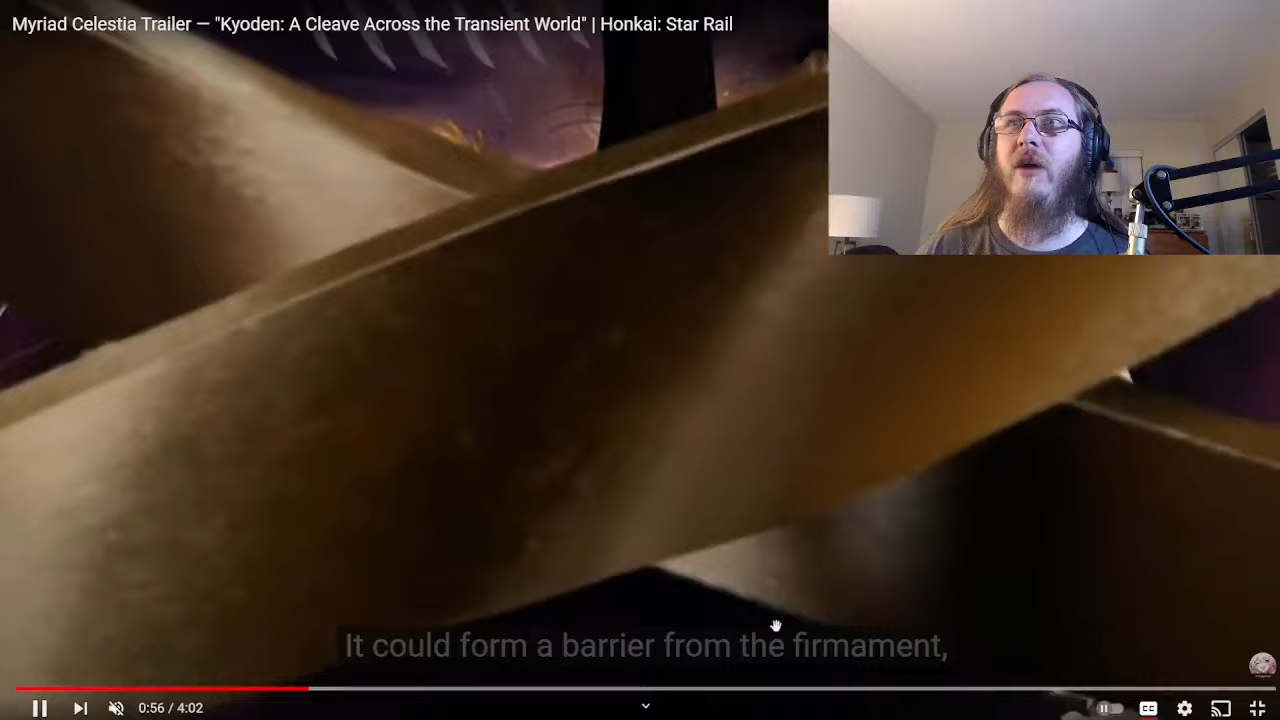 Myriad Celestia Trailer — "Kyoden: A Cleave Across the Transient World" | Honkai: Star Rail
It could form a barrier from the firmament,
0:56 / 4:02
CC